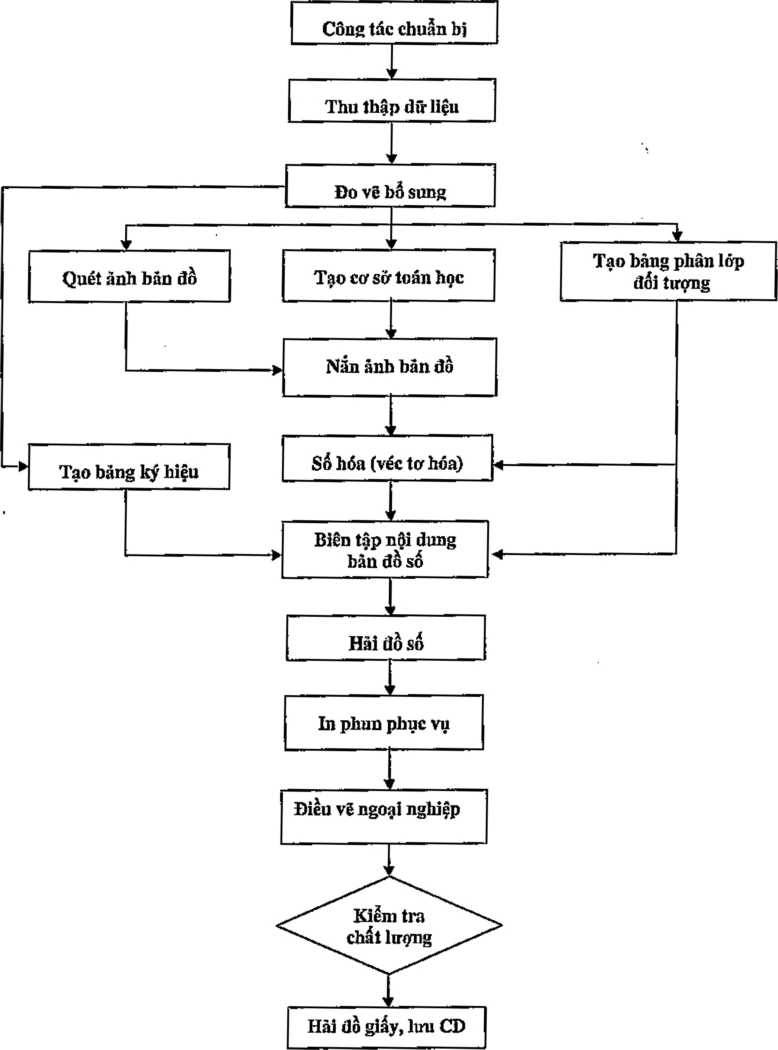 Công tác chuẩn bị
Thu thập dữ liệu
Đo vẽ bổ sung
Quét ảnh bản đồ
Tạo cơ sở toán học
Tạo bảng phân lớp
đối tượng
Nắn ảnh bản đồ
Số hóa (véc tơ hóa)
Tạo bảng ký hiệu
Biên tập nội dung
bản đồ số
Hải đồ số
In phun phục vụ
Điều vẽ ngoại nghiệp
Kiểm tra
chất lượng
Hải đồ giấy, lưu CD